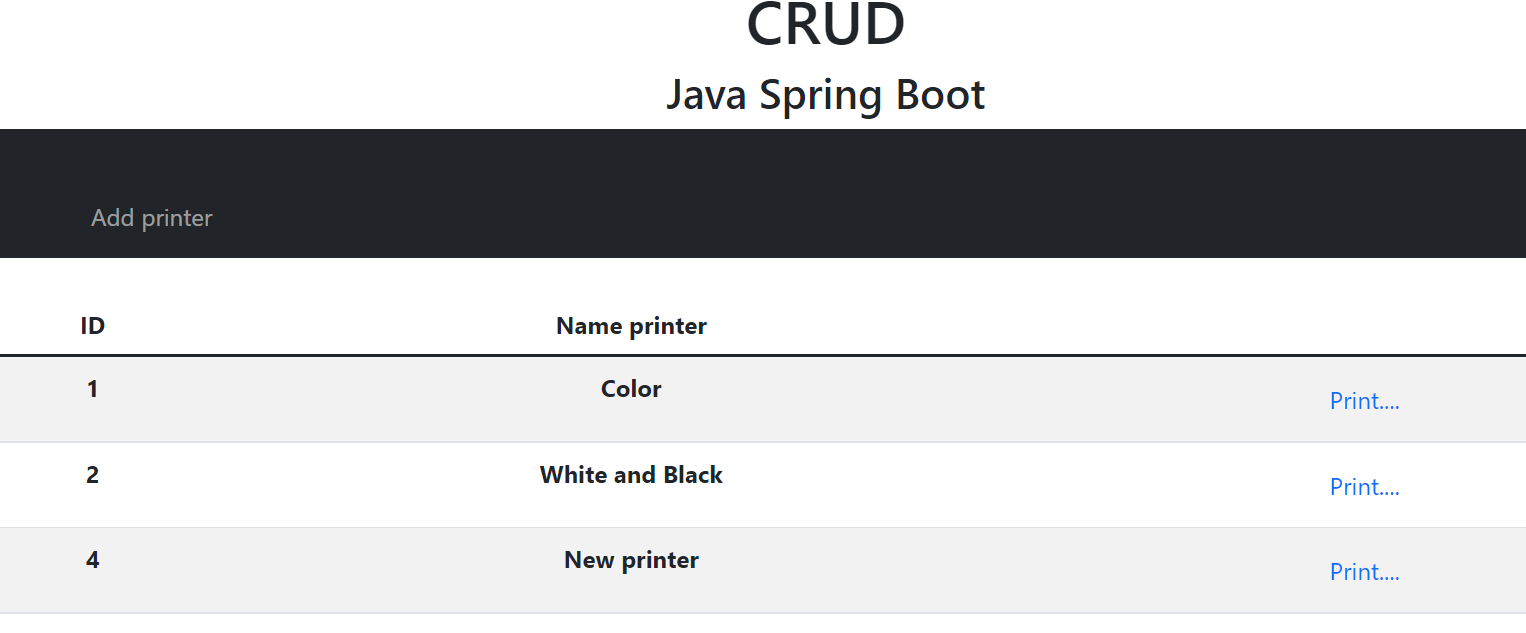 CRUD
Java Spring Boot
Add printer
ID Name printer
1 Color Print....
2 White and Black Print....
4 New printer Print....